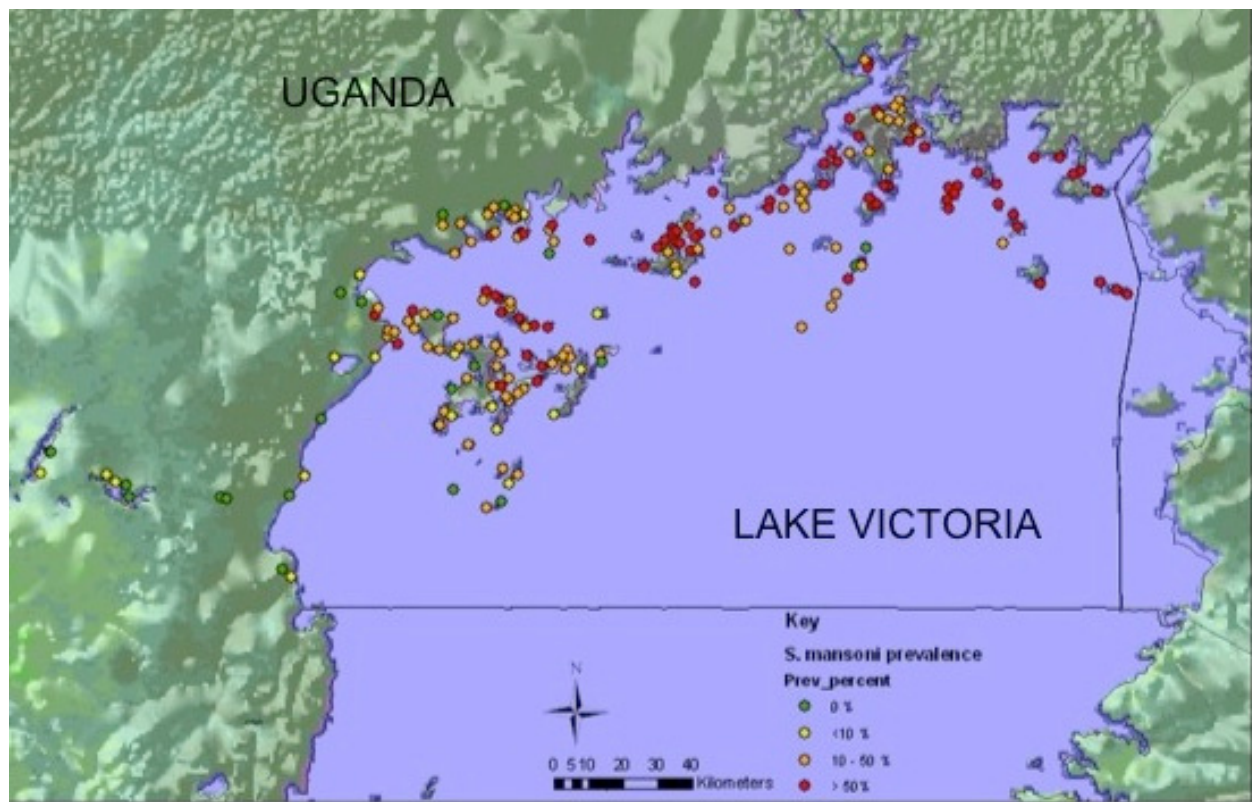 UGANDA
LAKE VICTORIA
Key
S. mansoni prevalence
Prev_percent
0 %
<10 %
10 - 50 %
> 50%
N
0 5 10 20 30 40
Kilometers